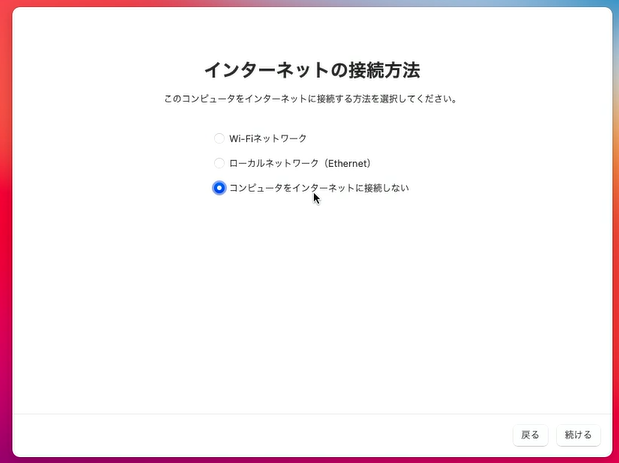 インターネットの接続方法
このコンピュータをインターネットに接続する方法を選択してください。
Wi-Fiネットワーク
ローカルネットワーク（Ethernet）
コンピュータをインターネットに接続しない
戻る
続ける